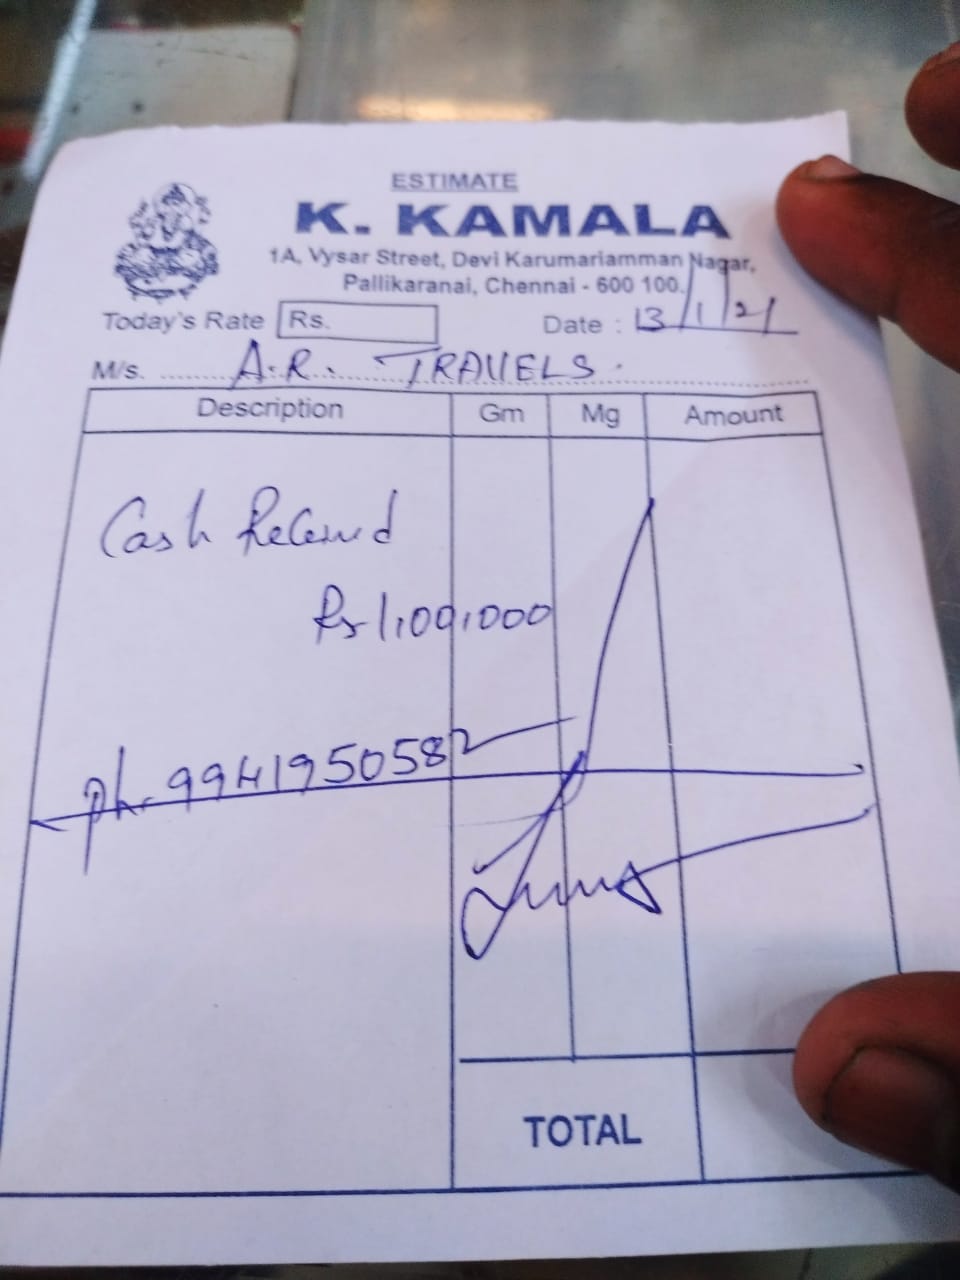 ESTIMATE
K. KAMALA
1A, Vysar Street, Devi Karumariamman Nagar,
Pallikaranai, Chennai - 600 100.
Today's Rate Rs. Date : 13/1/21
M/s. A.R. TRAVELS.
Description Gm Mg Amount
Cash Received
Rs 1,00,000
ph. 9941950582
TOTAL